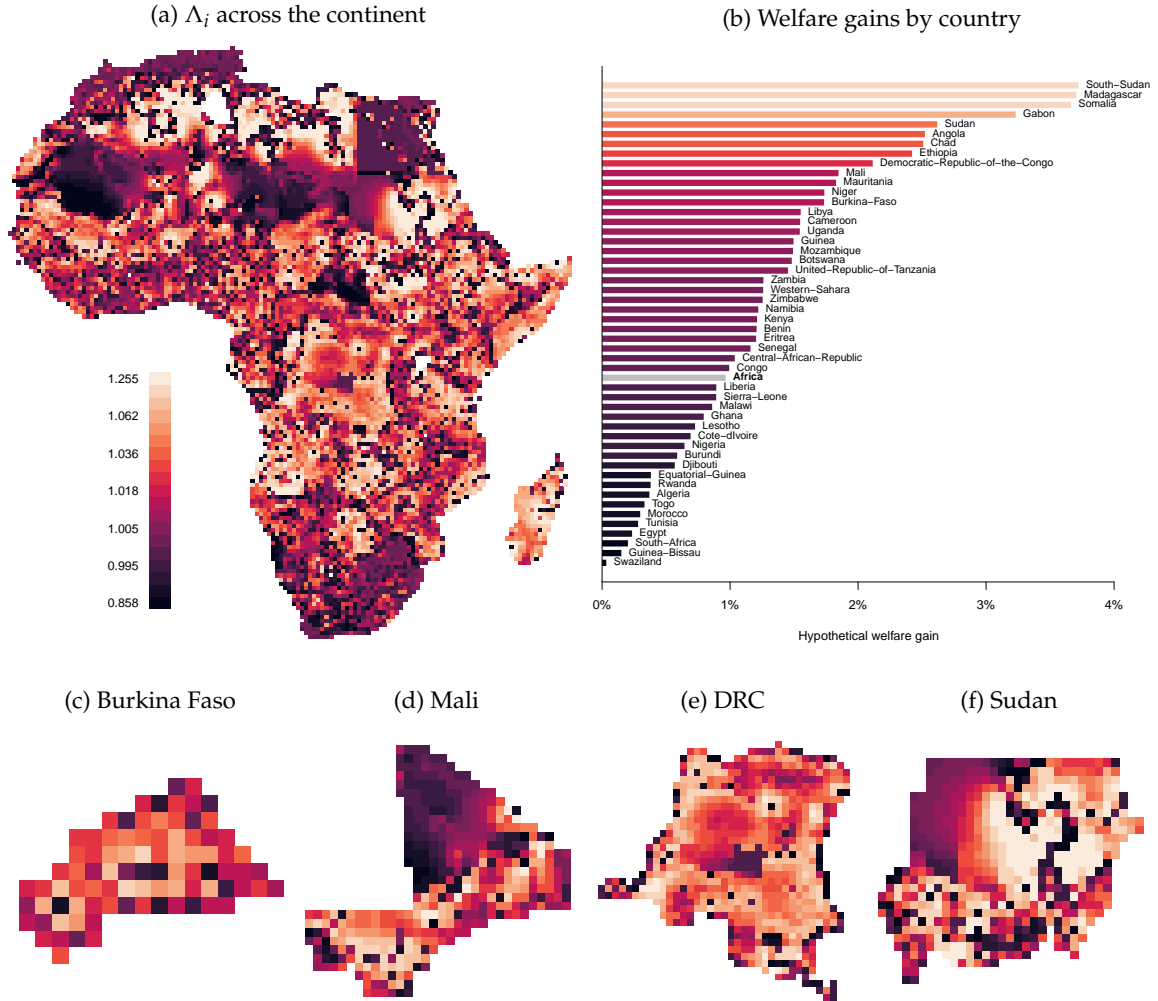 (a) Λi across the continent
1.255
1.062
1.036
1.018
1.005
0.995
0.858
(b) Welfare gains by country
South−Sudan
Madagascar
Somalia
Gabon
Sudan
Angola
Chad
Ethiopia
Democratic−Republic−of−the−Congo
Mali
Mauritania
Niger
Burkina−Faso
Libya
Cameroon
Uganda
Guinea
Mozambique
Botswana
United−Republic−of−Tanzania
Zambia
Western−Sahara
Zimbabwe
Namibia
Kenya
Benin
Eritrea
Senegal
Central−African−Republic
Congo
Africa
Liberia
Sierra−Leone
Malawi
Ghana
Lesotho
Cote−dIvoire
Nigeria
Burundi
Djibouti
Equatorial−Guinea
Rwanda
Algeria
Togo
Morocco
Tunisia
Egypt
South−Africa
Guinea−Bissau
Swaziland
0% 1% 2% 3% 4%
Hypothetical welfare gain
(c) Burkina Faso
(d) Mali
(e) DRC
(f) Sudan